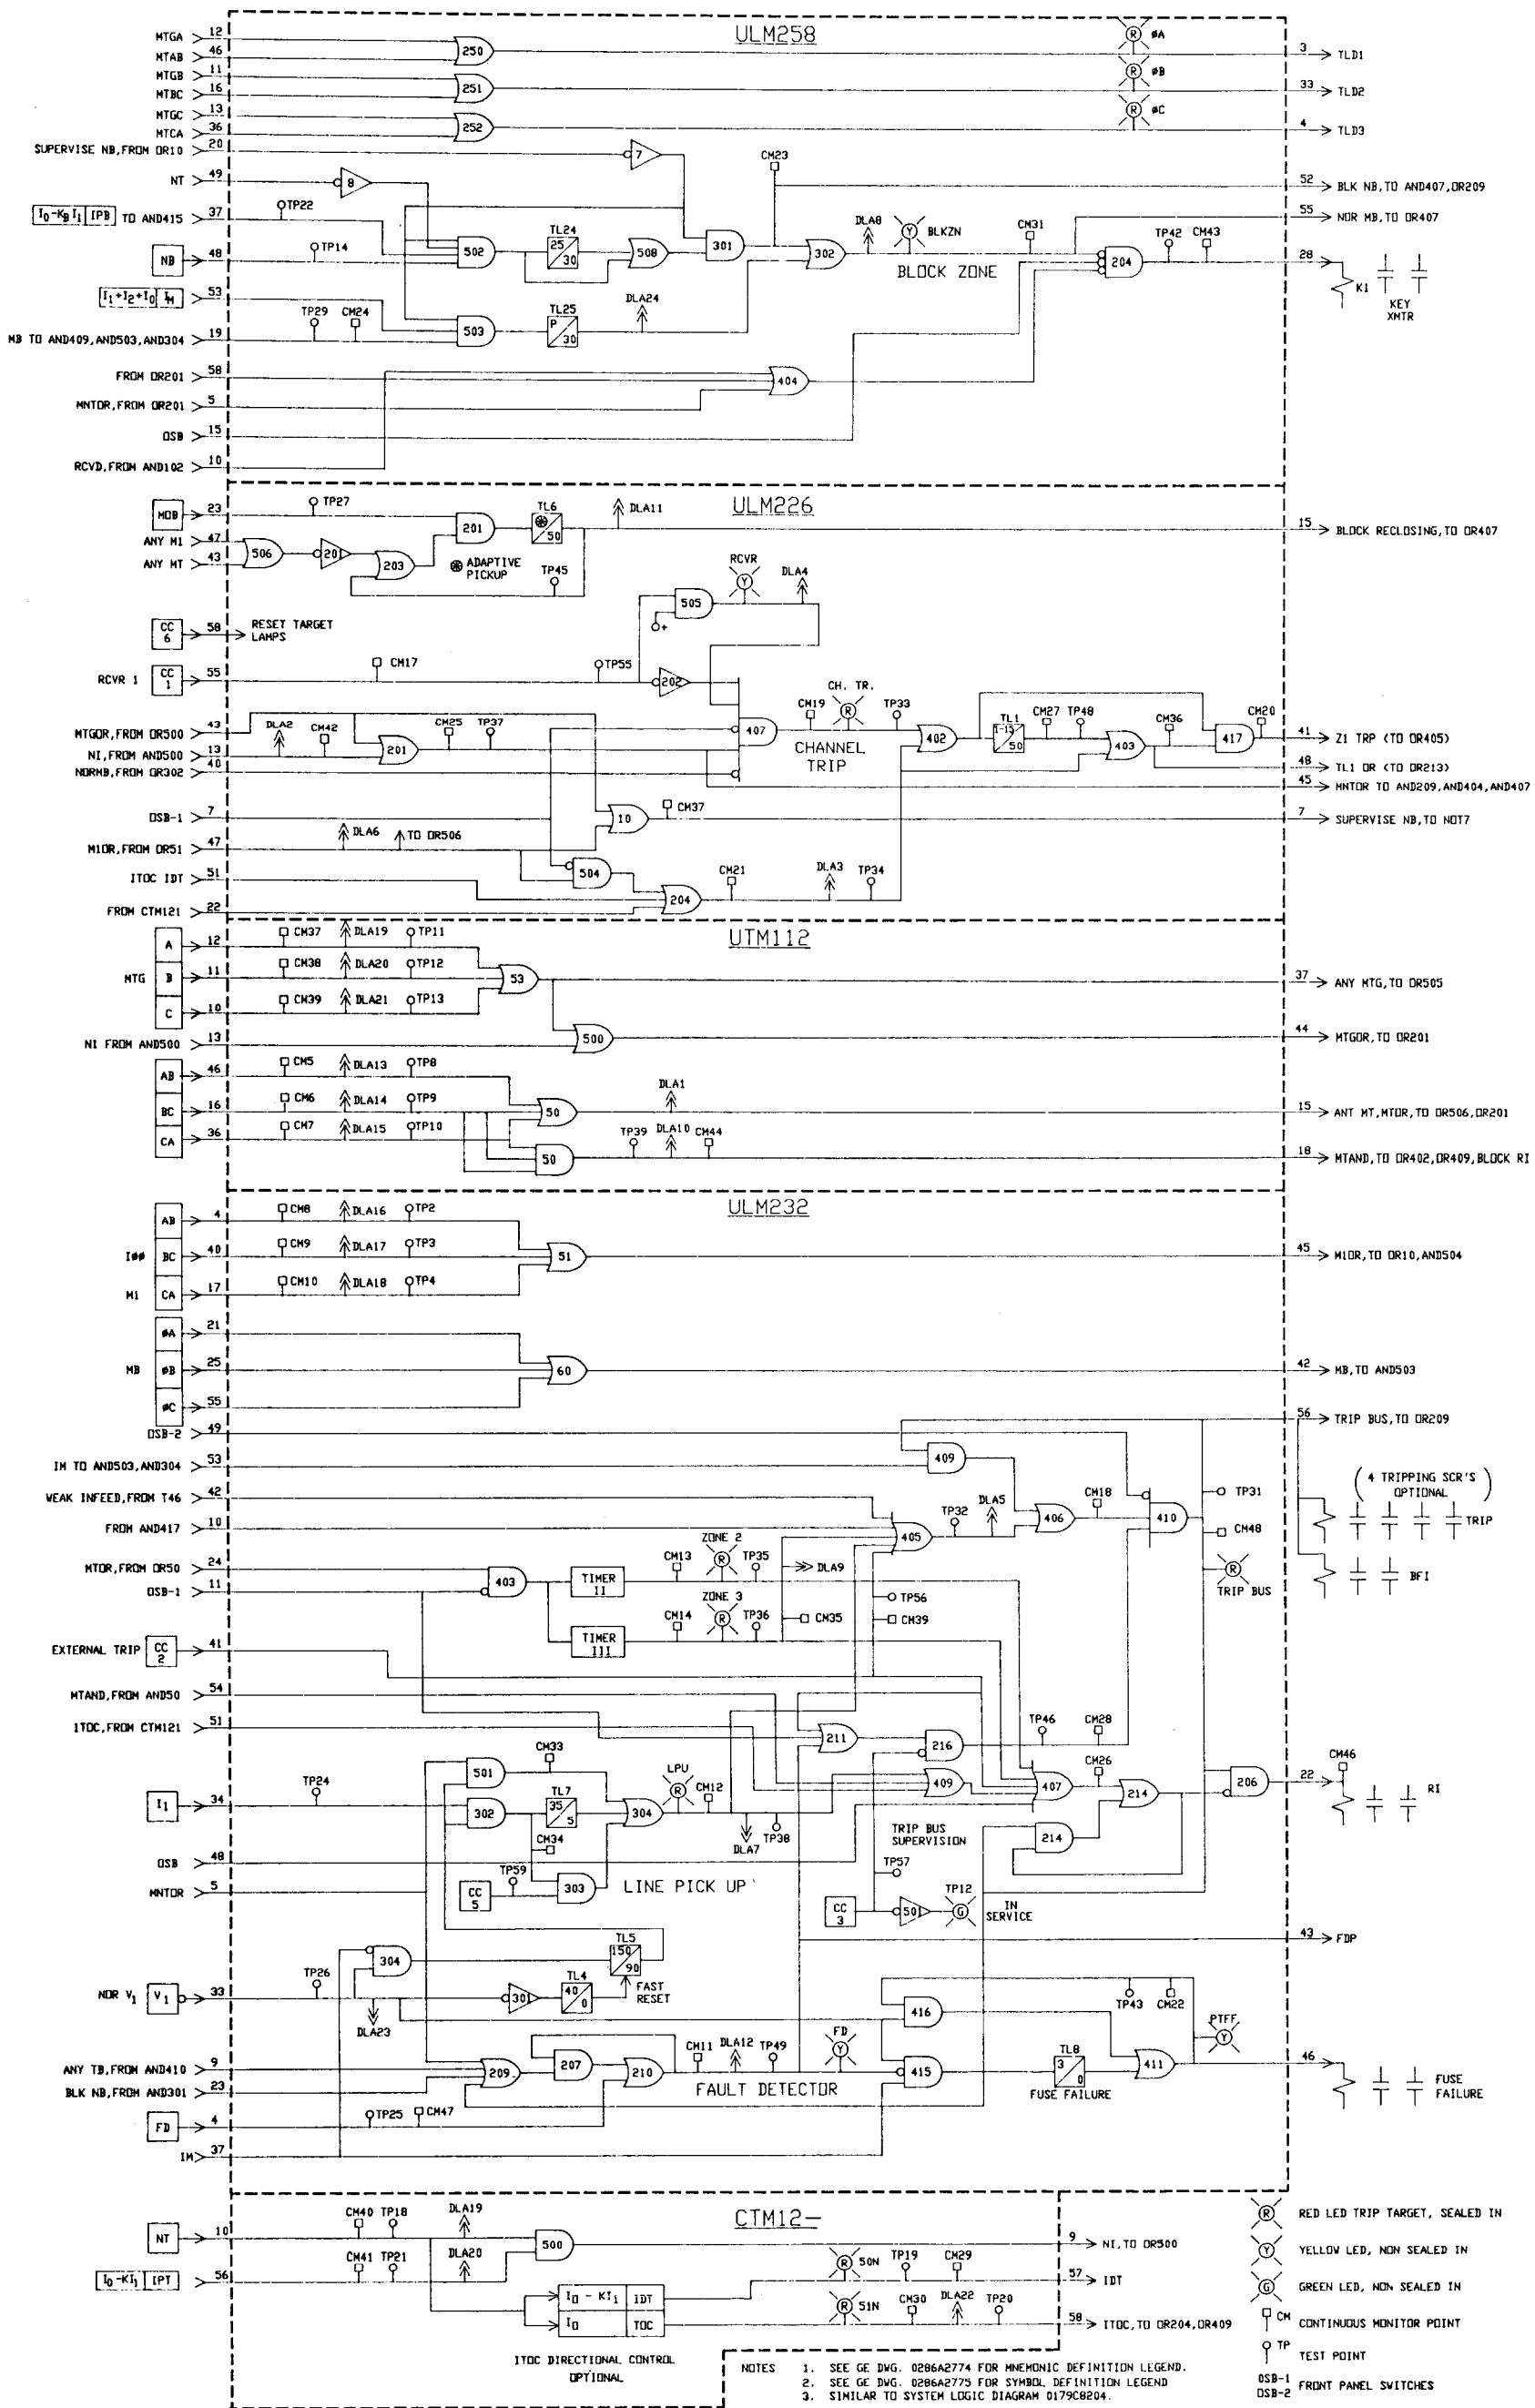 ULM258
MTGA 12
MTAB 46
250
R ØA
3 TLD1
MTGB 11
MTBC 16
251
R ØB
33 TLD2
MTGC 13
MTCA 36
252
R ØC
4 TLD3
SUPERVISE NB,FROM OR10 20
7
CM23
NT 49
8
52 BLK NB,TO AND407,OR209
I0-KBI1 IPB TO AND415 37
TP22
TL24
25
30
DLA8
Y BLKZN
CM31
55 NOR MB,TO OR407
NB 48
TP14
502
508
301
302
BLOCK ZONE
204
TP42
CM43
28
K1
KEY
XMTR
I1+I2+I0 IM 53
TP29
CM24
503
TL25
P
30
DLA24
MB TO AND409,AND503,AND304 19
FROM OR201 58
404
MNTOR,FROM OR201 5
OSB 15
RCVD,FROM AND102 10
ULM226
MOB 23
TP27
201
TL6
50
DLA11
15 BLOCK RECLOSING,TO OR407
ANY M1 47
ANY MT 43
506
201
203
ADAPTIVE
PICKUP
TP45
RCVR
Y
DLA4
505
+
CC
6
58
RESET TARGET
LAMPS
RCVR 1 CC
1
55
CM17
TP55
202
CH. TR.
R
CM19
TP33
MTGOR,FROM OR500 43
DLA2
CM42
CM25
TP37
407
402
TL1
1-15
50
CM27
TP48
CM36
CM20
417
41 Z1 TRP (TO OR405)
NI,FROM AND500 13
201
CHANNEL
TRIP
403
48 TL1 OR (TO OR213)
NORMB,FROM OR302 40
45 MNTOR TO AND209,AND404,AND407
OSB-1 7
10
CM37
7 SUPERVISE NB,TO NOT7
M1OR,FROM OR51 47
DLA6
TO OR506
504
ITOC IDT 51
204
CM21
DLA3
TP34
FROM CTM121 22
UTM112
A 12
CM37
DLA19
TP11
MTG B 11
CM38
DLA20
TP12
53
37 ANY MTG,TO OR505
C 10
CM39
DLA21
TP13
NI FROM AND500 13
500
44 MTGOR,TO OR201
AB 46
CM5
DLA13
TP8
BC 16
CM6
DLA14
TP9
50
DLA1
15 ANT MT,MTOR,TO OR506,OR201
CA 36
CM7
DLA15
TP10
50
TP39
DLA10
CM44
18 MTAND,TO OR402,OR409,BLOCK RI
ULM232
AB 4
CM8
DLA16
TP2
IØØ BC 40
CM9
DLA17
TP3
51
45 M1OR,TO OR10,AND504
M1 CA 17
CM10
DLA18
TP4
ØA 21
MB ØB 25
60
42 MB,TO AND503
ØC 55
OSB-2 49
56 TRIP BUS,TO OR209
IM TO AND503,AND304 53
409
WEAK INFEED,FROM T46 42
405
TP32
DLA5
406
CM18
410
TP31
(4 TRIPPING SCR'S
OPTIONAL)
TRIP
FROM AND417 10
CM48
MTOR,FROM OR50 24
ZONE 2
CM13
R
TP35
DLA9
R
TRIP BUS
BFI
OSB-1 11
403
TIMER
II
ZONE 3
CM14
R
TP36
TP56
CM35
CM39
EXTERNAL TRIP CC
2
41
TIMER
III
MTAND,FROM AND50 54
ITOC,FROM CTM121 51
211
216
TP46
CM28
CM33
LPU
R
CM12
501
409
407
CM26
214
206
CM46
22
RI
I1 34
TP24
302
TL7
35
5
304
DLA7
TP38
TRIP BUS
SUPERVISION
214
CM34
OSB 48
TP59
TP57
MNTOR 5
CC
5
303
LINE PICK UP
CC
3
501
TP12
G
IN
SERVICE
43 FDP
304
TL5
150
90
NOR V1 V1 33
TP26
301
TL4
40
0
FAST
RESET
DLA23
416
TP43
CM22
PTFF
Y
ANY TB,FROM AND410 9
209
207
210
CM11
DLA12
TP49
FD
Y
415
TL8
3
0
411
46
FUSE
FAILURE
BLK NB,FROM AND301 23
FAULT DETECTOR
FUSE FAILURE
FD 4
TP25
CM47
IM 37
CTM12-
NT 10
CM40
TP18
DLA19
500
9 NI,TO OR500
I0-KI1 IPT 56
CM41
TP21
DLA20
R 50N
TP19
CM29
57 IDT
I0 - KI1 IDT
I0 TOC
R 51N
CM30
DLA22
TP20
58 ITOC,TO OR204,OR409
ITOC DIRECTIONAL CONTROL
OPTIONAL
R RED LED TRIP TARGET, SEALED IN
Y YELLOW LED, NON SEALED IN
G GREEN LED, NON SEALED IN
CM CONTINUOUS MONITOR POINT
TP TEST POINT
OSB-1
OSB-2 FRONT PANEL SWITCHES
NOTES 1. SEE GE DWG. 0286A2774 FOR MNEMONIC DEFINITION LEGEND.
2. SEE GE DWG. 0286A2775 FOR SYMBOL DEFINITION LEGEND
3. SIMILAR TO SYSTEM LOGIC DIAGRAM 0179C8204.